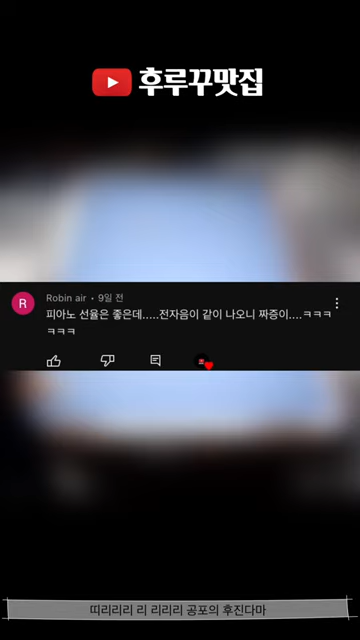 후루꾸맛집
Robin air • 9일 전
피아노 선율은 좋은데.....전자음이 같이 나오니 짜증이....ㅋㅋㅋ
ㅋㅋㅋ
띠리리리 리 리리리 공포의 후진다마